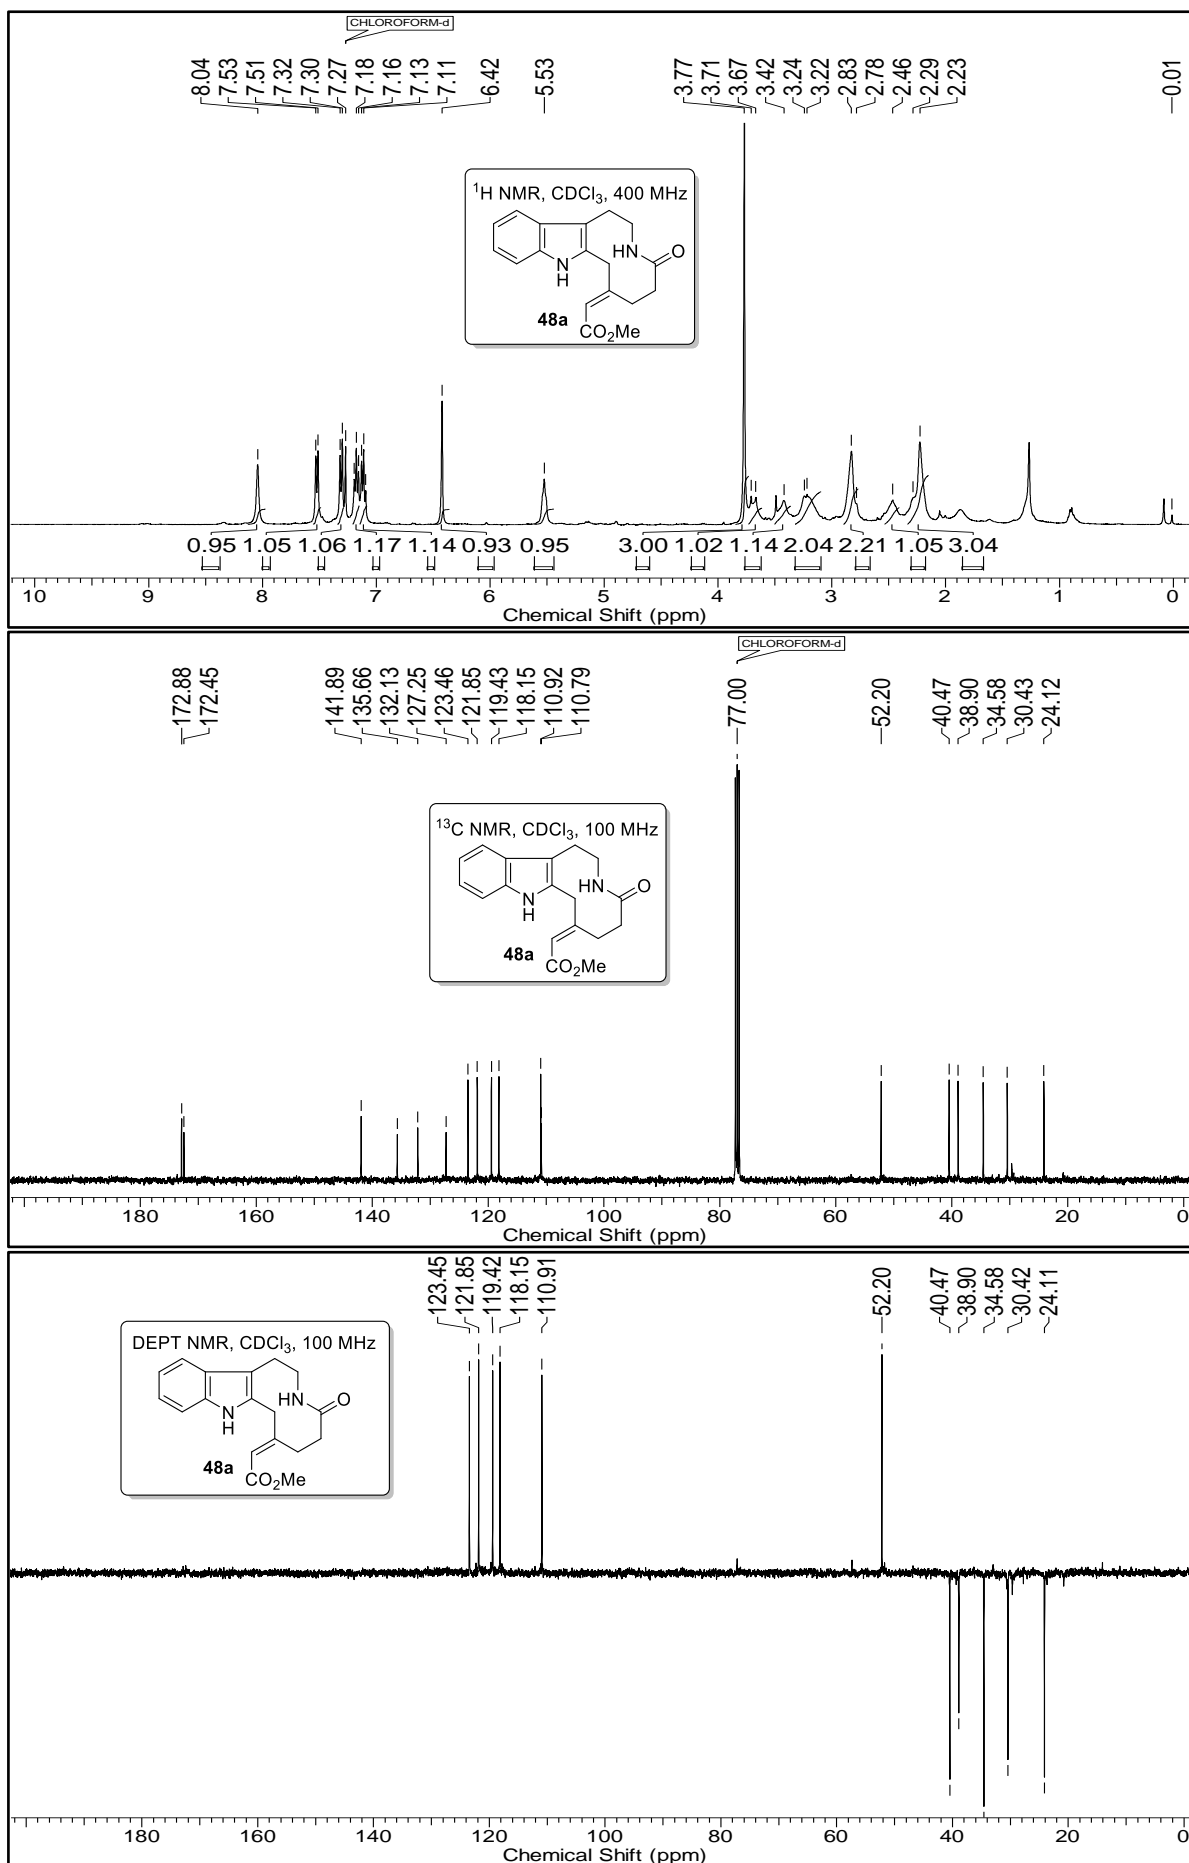 CHLOROFORM-d
8.04 7.53 7.51 7.32 7.30 7.27 7.18 7.16 7.13 7.11 6.42 5.53 3.77 3.71 3.67 3.42 3.24 3.22 2.83 2.78 2.46 2.29 2.23 0.01
¹H NMR, CDCl₃, 400 MHz
HN
O
N
H
48a
CO₂Me
0.95 1.05 1.06 1.17 1.14 0.93 0.95 3.00 1.02 1.14 2.04 2.21 1.05 3.04
10 9 8 7 6 5 4 3 2 1 0
Chemical Shift (ppm)
CHLOROFORM-d
172.88 172.45 141.89 135.66 132.13 127.25 123.46 121.85 119.43 118.15 110.92 110.79 77.00 52.20 40.47 38.90 34.58 30.43 24.12
¹³C NMR, CDCl₃, 100 MHz
HN
O
N
H
48a
CO₂Me
180 160 140 120 100 80 60 40 20 0
Chemical Shift (ppm)
123.45 121.85 119.42 118.15 110.91 52.20 40.47 38.90 34.58 30.42 24.11
DEPT NMR, CDCl₃, 100 MHz
HN
O
N
H
48a
CO₂Me
180 160 140 120 100 80 60 40 20 0
Chemical Shift (ppm)